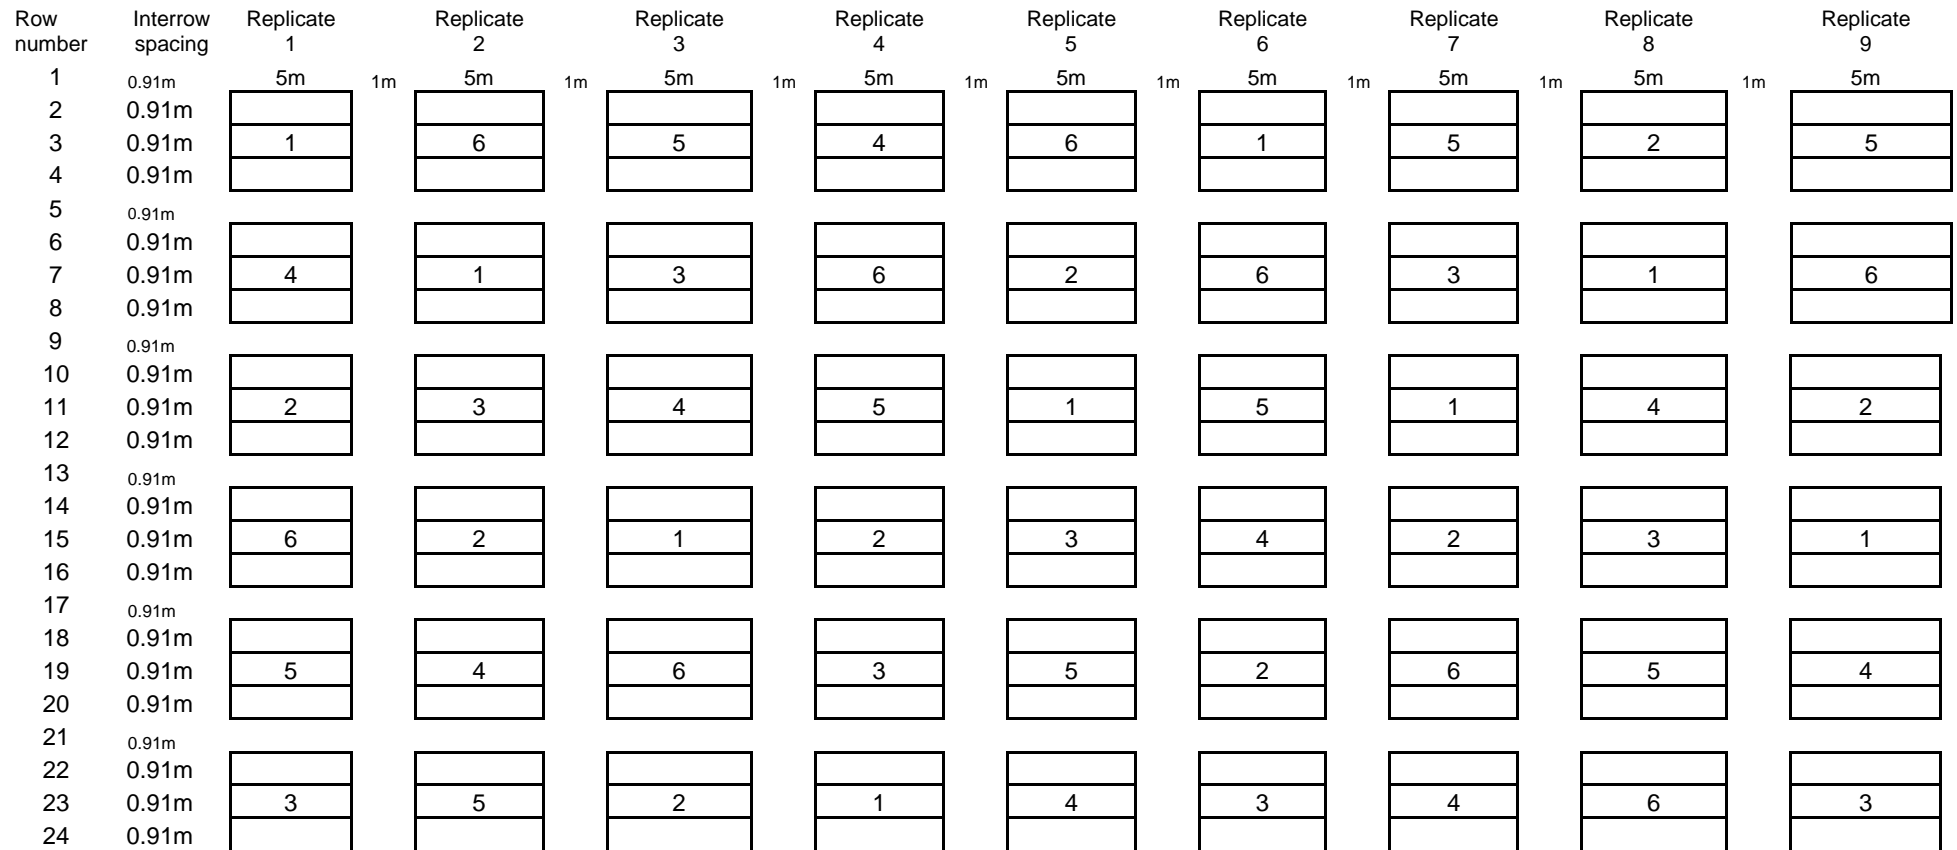 Row Interrow Replicate Replicate Replicate Replicate Replicate Replicate Replicate Replicate Replicate
number spacing 1 2 3 4 5 6 7 8 9
1 0.91m 5m 1m 5m 1m 5m 1m 5m 1m 5m 1m 5m 1m 5m 1m 5m 1m 5m
2 0.91m
3 0.91m 1 6 5 4 6 1 5 2 5
4 0.91m
5 0.91m
6 0.91m
7 0.91m 4 1 3 6 2 6 3 1 6
8 0.91m
9 0.91m
10 0.91m
11 0.91m 2 3 4 5 1 5 1 4 2
12 0.91m
13 0.91m
14 0.91m
15 0.91m 6 2 1 2 3 4 2 3 1
16 0.91m
17 0.91m
18 0.91m
19 0.91m 5 4 6 3 5 2 6 5 4
20 0.91m
21 0.91m
22 0.91m
23 0.91m 3 5 2 1 4 3 4 6 3
24 0.91m